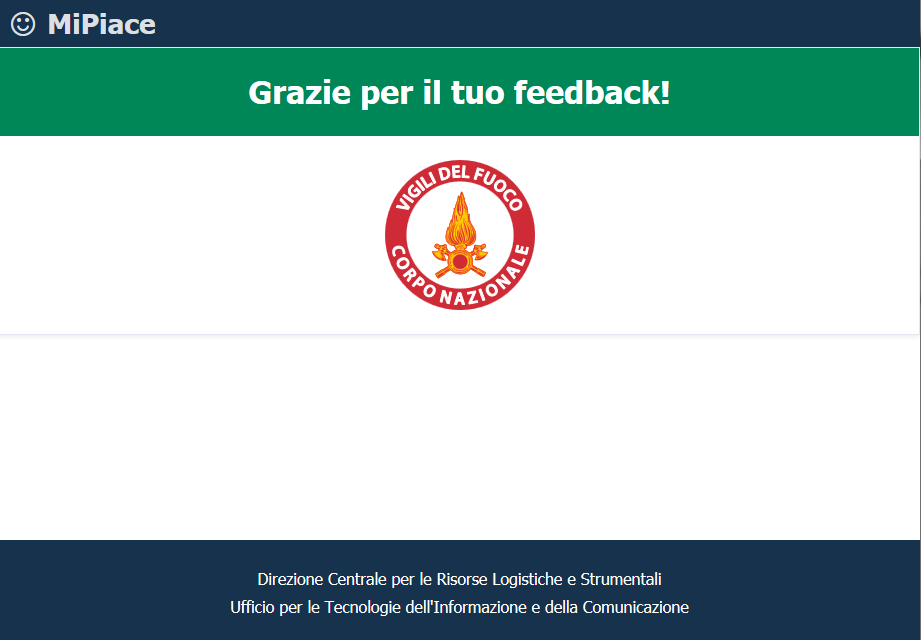 MiPiace
Grazie per il tuo feedback!
VIGILI DEL FUOCO
CORPO NAZIONALE
Direzione Centrale per le Risorse Logistiche e Strumentali
Ufficio per le Tecnologie dell'Informazione e della Comunicazione